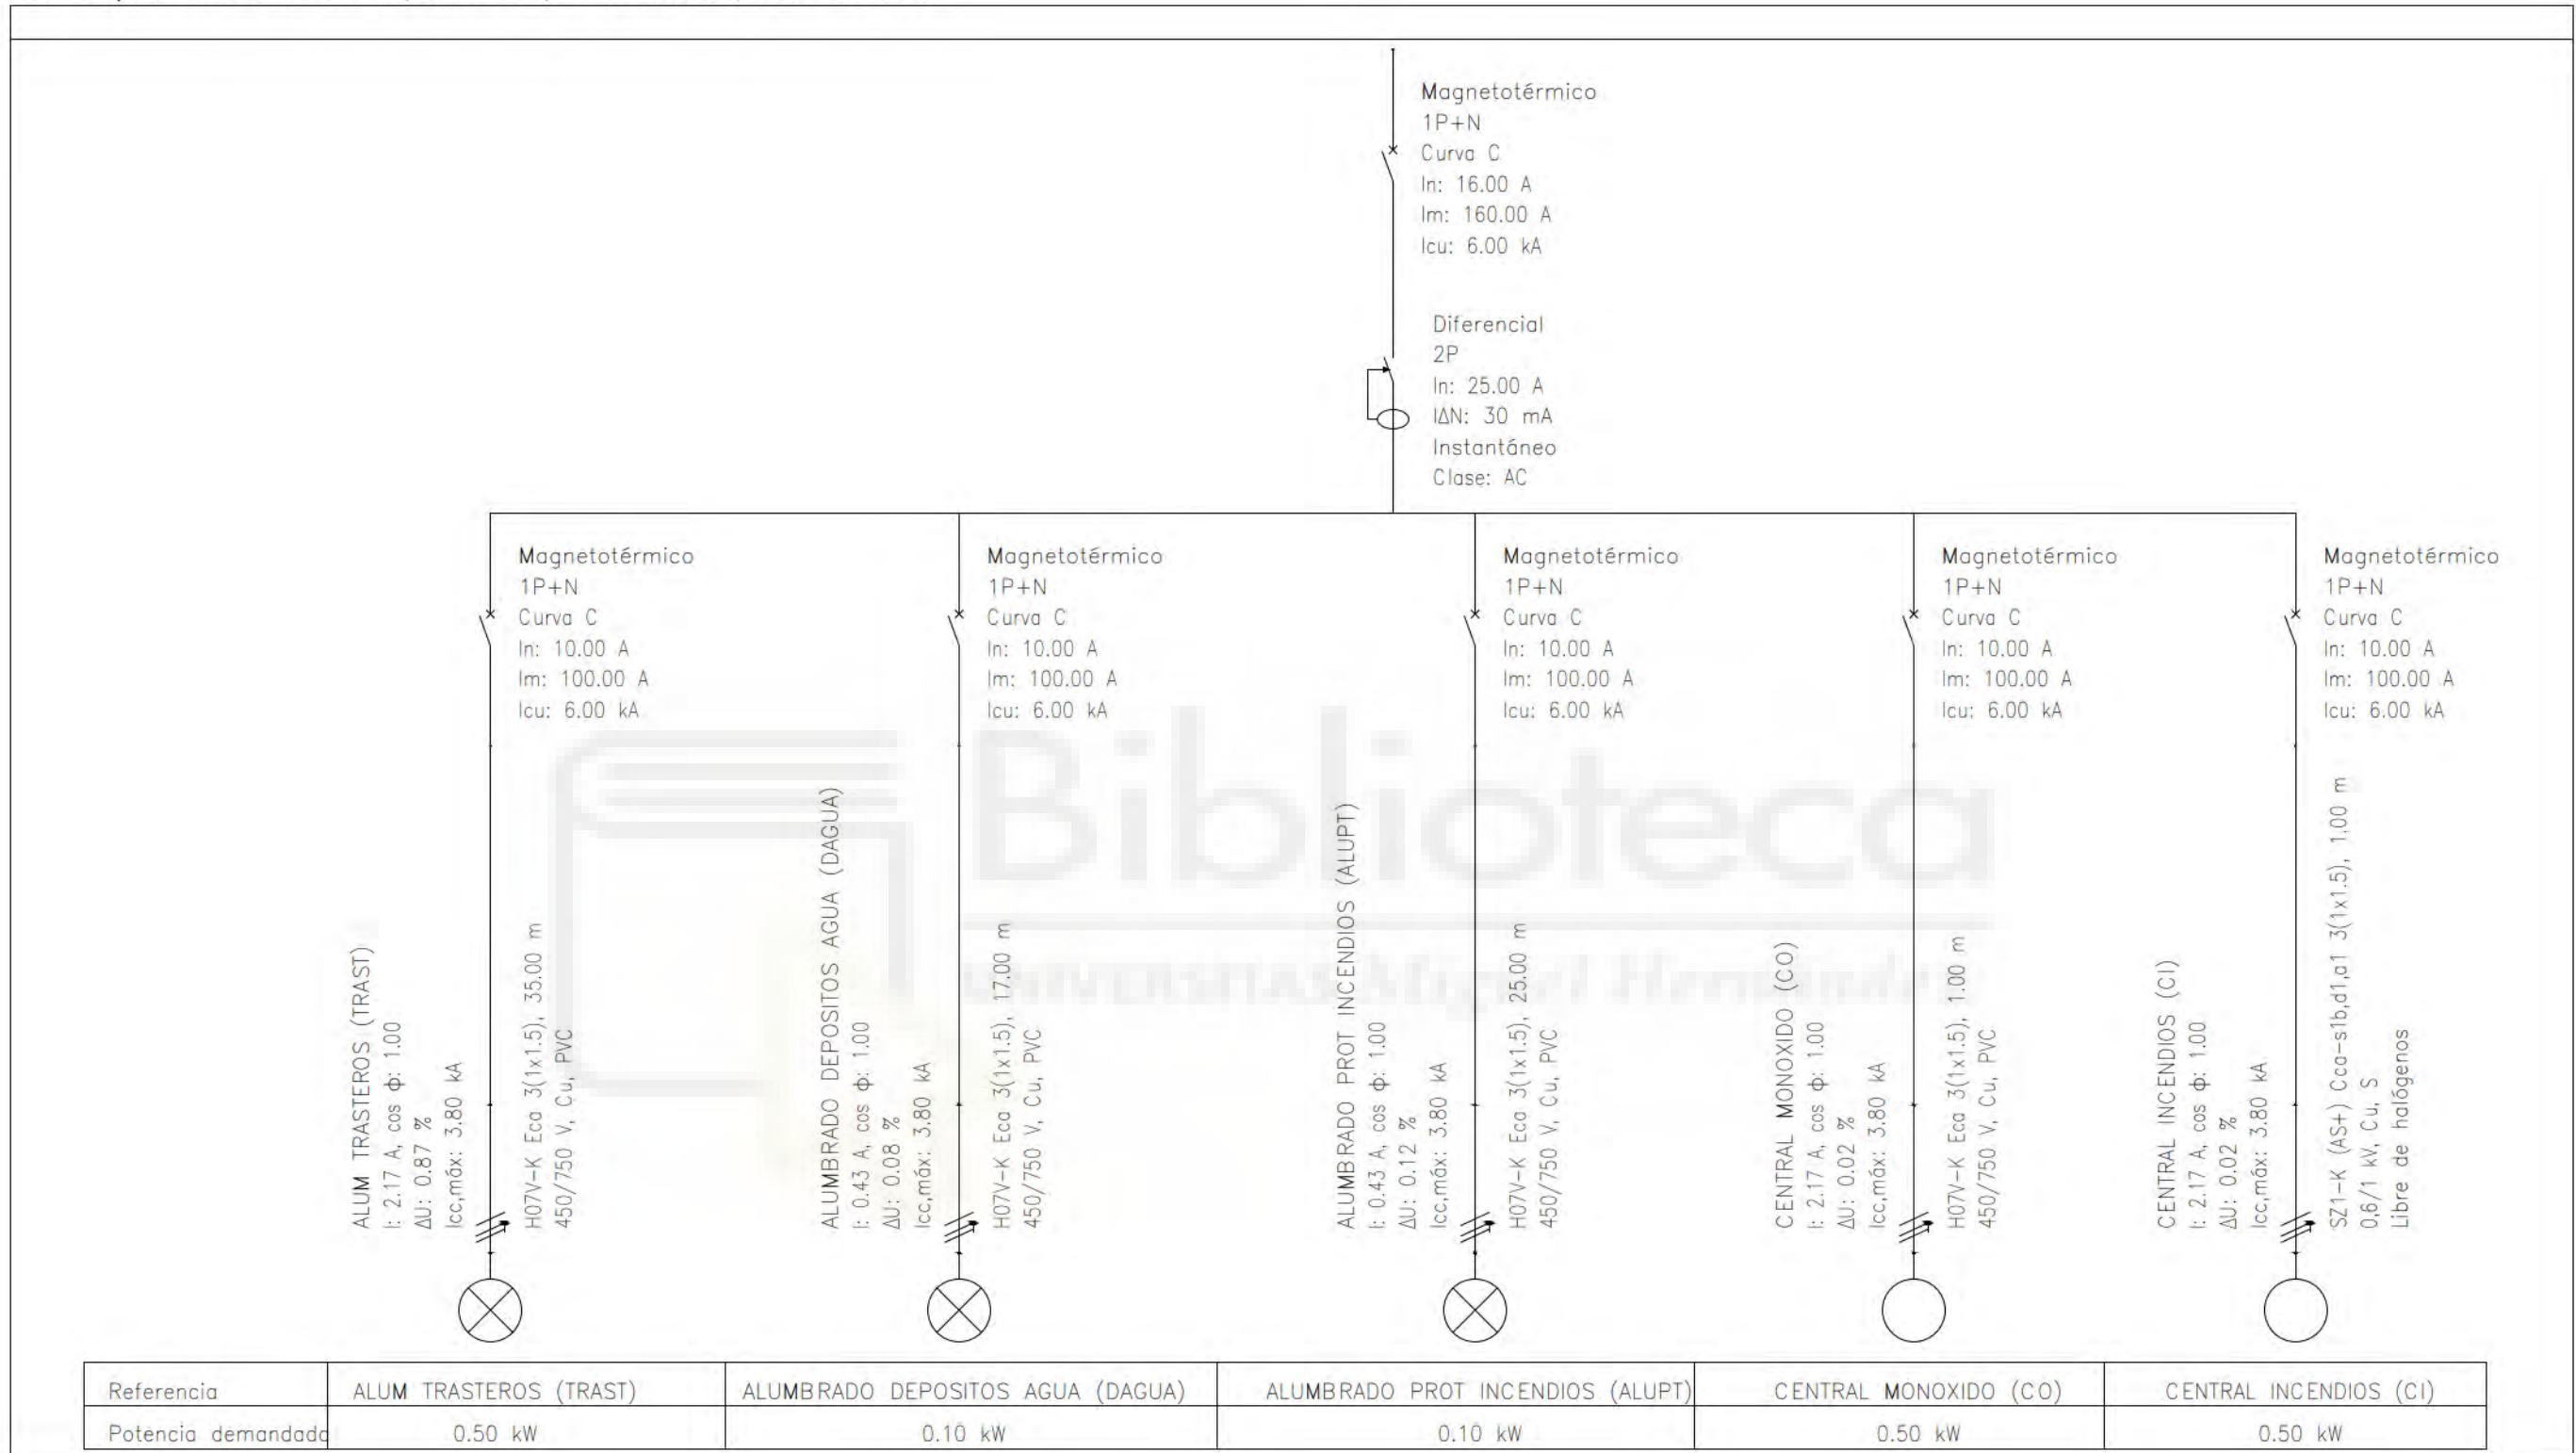 Magnetotérmico
1P+N
Curva C
In: 16.00 A
Im: 160.00 A
Icu: 6.00 kA
Diferencial
2P
In: 25.00 A
IΔN: 30 mA
Instantáneo
Clase: AC
Magnetotérmico
1P+N
Curva C
In: 10.00 A
Im: 100.00 A
Icu: 6.00 kA
Magnetotérmico
1P+N
Curva C
In: 10.00 A
Im: 100.00 A
Icu: 6.00 kA
Magnetotérmico
1P+N
Curva C
In: 10.00 A
Im: 100.00 A
Icu: 6.00 kA
Magnetotérmico
1P+N
Curva C
In: 10.00 A
Im: 100.00 A
Icu: 6.00 kA
Magnetotérmico
1P+N
Curva C
In: 10.00 A
Im: 100.00 A
Icu: 6.00 kA
Biblioteca
UNIVERSITAS Miguel Hernández
ALUM TRASTEROS (TRAST)
I: 2.17 A, cos φ: 1.00
ΔU: 0.87 %
Icc,máx: 3.80 kA
H07V-K Eca 3(1x1.5), 35.00 m
450/750 V, Cu, PVC
ALUMBRADO DEPOSITOS AGUA (DAGUA)
I: 0.43 A, cos φ: 1.00
ΔU: 0.08 %
Icc,máx: 3.80 kA
H07V-K Eca 3(1x1.5), 17.00 m
450/750 V, Cu, PVC
ALUMBRADO PROT INCENDIOS (ALUPT)
I: 0.43 A, cos φ: 1.00
ΔU: 0.12 %
Icc,máx: 3.80 kA
H07V-K Eca 3(1x1.5), 25.00 m
450/750 V, Cu, PVC
CENTRAL MONOXIDO (CO)
I: 2.17 A, cos φ: 1.00
ΔU: 0.02 %
Icc,máx: 3.80 kA
H07V-K Eca 3(1x1.5), 1.00 m
450/750 V, Cu, PVC
CENTRAL INCENDIOS (CI)
I: 2.17 A, cos φ: 1.00
ΔU: 0.02 %
Icc,máx: 3.80 kA
SZ1-K (AS+) Cca-s1b,d1,a1 3(1x1.5), 1.00 m
0,6/1 kV, Cu, S
Libre de halógenos
Referencia ALUM TRASTEROS (TRAST) ALUMBRADO DEPOSITOS AGUA (DAGUA) ALUMBRADO PROT INCENDIOS (ALUPT) CENTRAL MONOXIDO (CO) CENTRAL INCENDIOS (CI)
Potencia demandada 0.50 kW 0.10 kW 0.10 kW 0.50 kW 0.50 kW